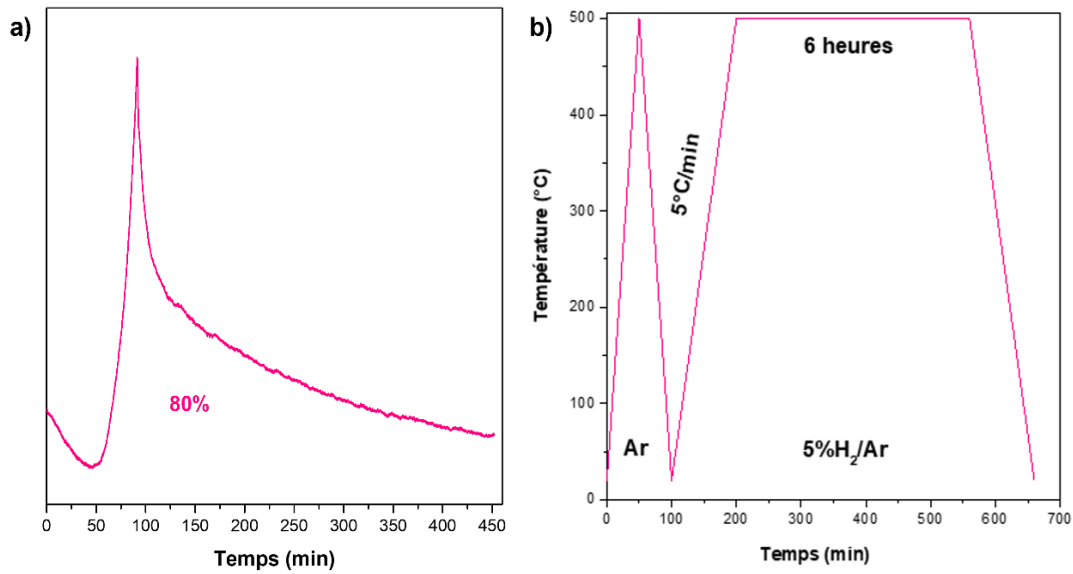 a)
80%
0 50 100 150 200 250 300 350 400 450
Temps (min)
b)
500
400
300
200
100
0
Température (°C)
6 heures
5°C/min
Ar
5%H₂/Ar
0 100 200 300 400 500 600 700
Temps (min)